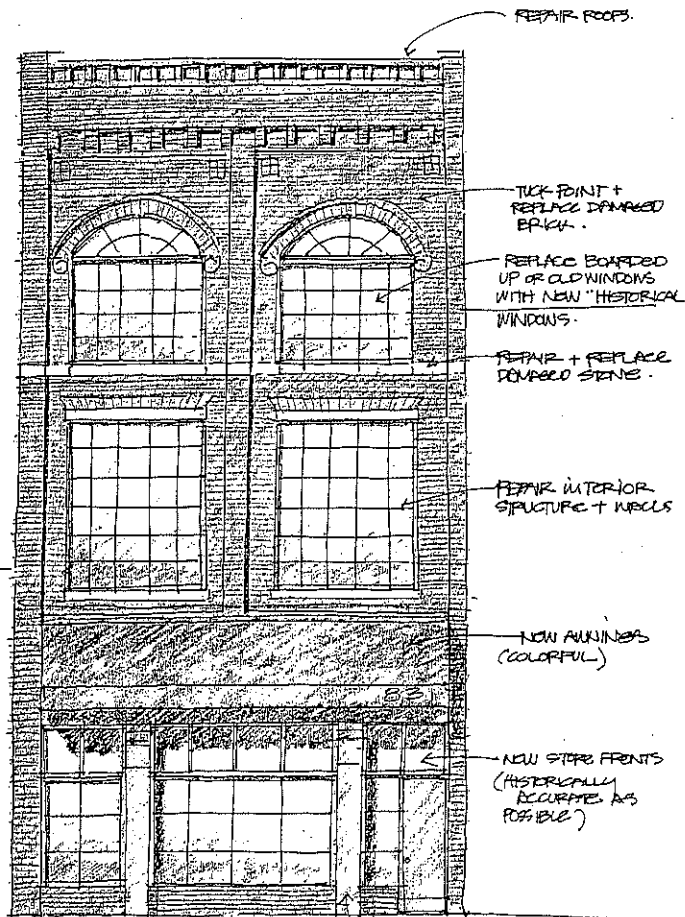 REPAIR ROOFS.
TUCK POINT +
REPLACE DAMAGED
BRICK.
REPLACE BOARDED
UP OR OLD WINDOWS
WITH NEW "HISTORICAL
WINDOWS.
REPAIR + REPLACE
DAMAGED STONE.
REPAIR INTERIOR
STRUCTURE + WALLS
NEW AWNINGS
(COLORFUL)
NEW STORE FRONTS
(HISTORICALLY
ACCURATE AS
POSSIBLE)